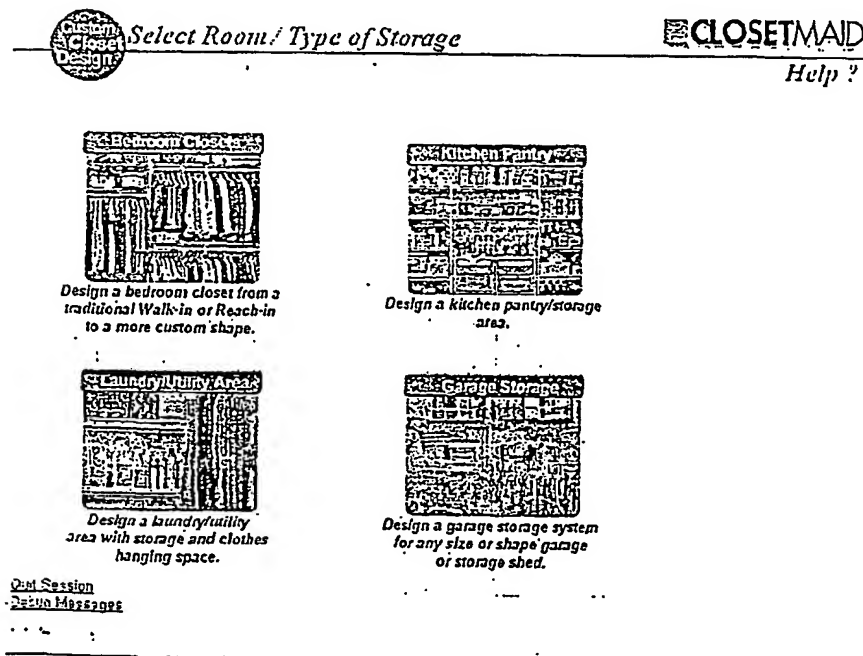 Custom
Closet
Design
Select Room / Type of Storage
CLOSETMAID
Help ?
Bedroom Closets
Design a bedroom closet from a
traditional Walk-in or Reach-in
to a more custom shape.
Kitchen Pantry
Design a kitchen pantry/storage
area.
Laundry/Utility Area
Design a laundry/utility
area with storage and clothes
hanging space.
Garage Storage
Design a garage storage system
for any size or shape garage
or storage shed.
Quit Session
Debug Messages